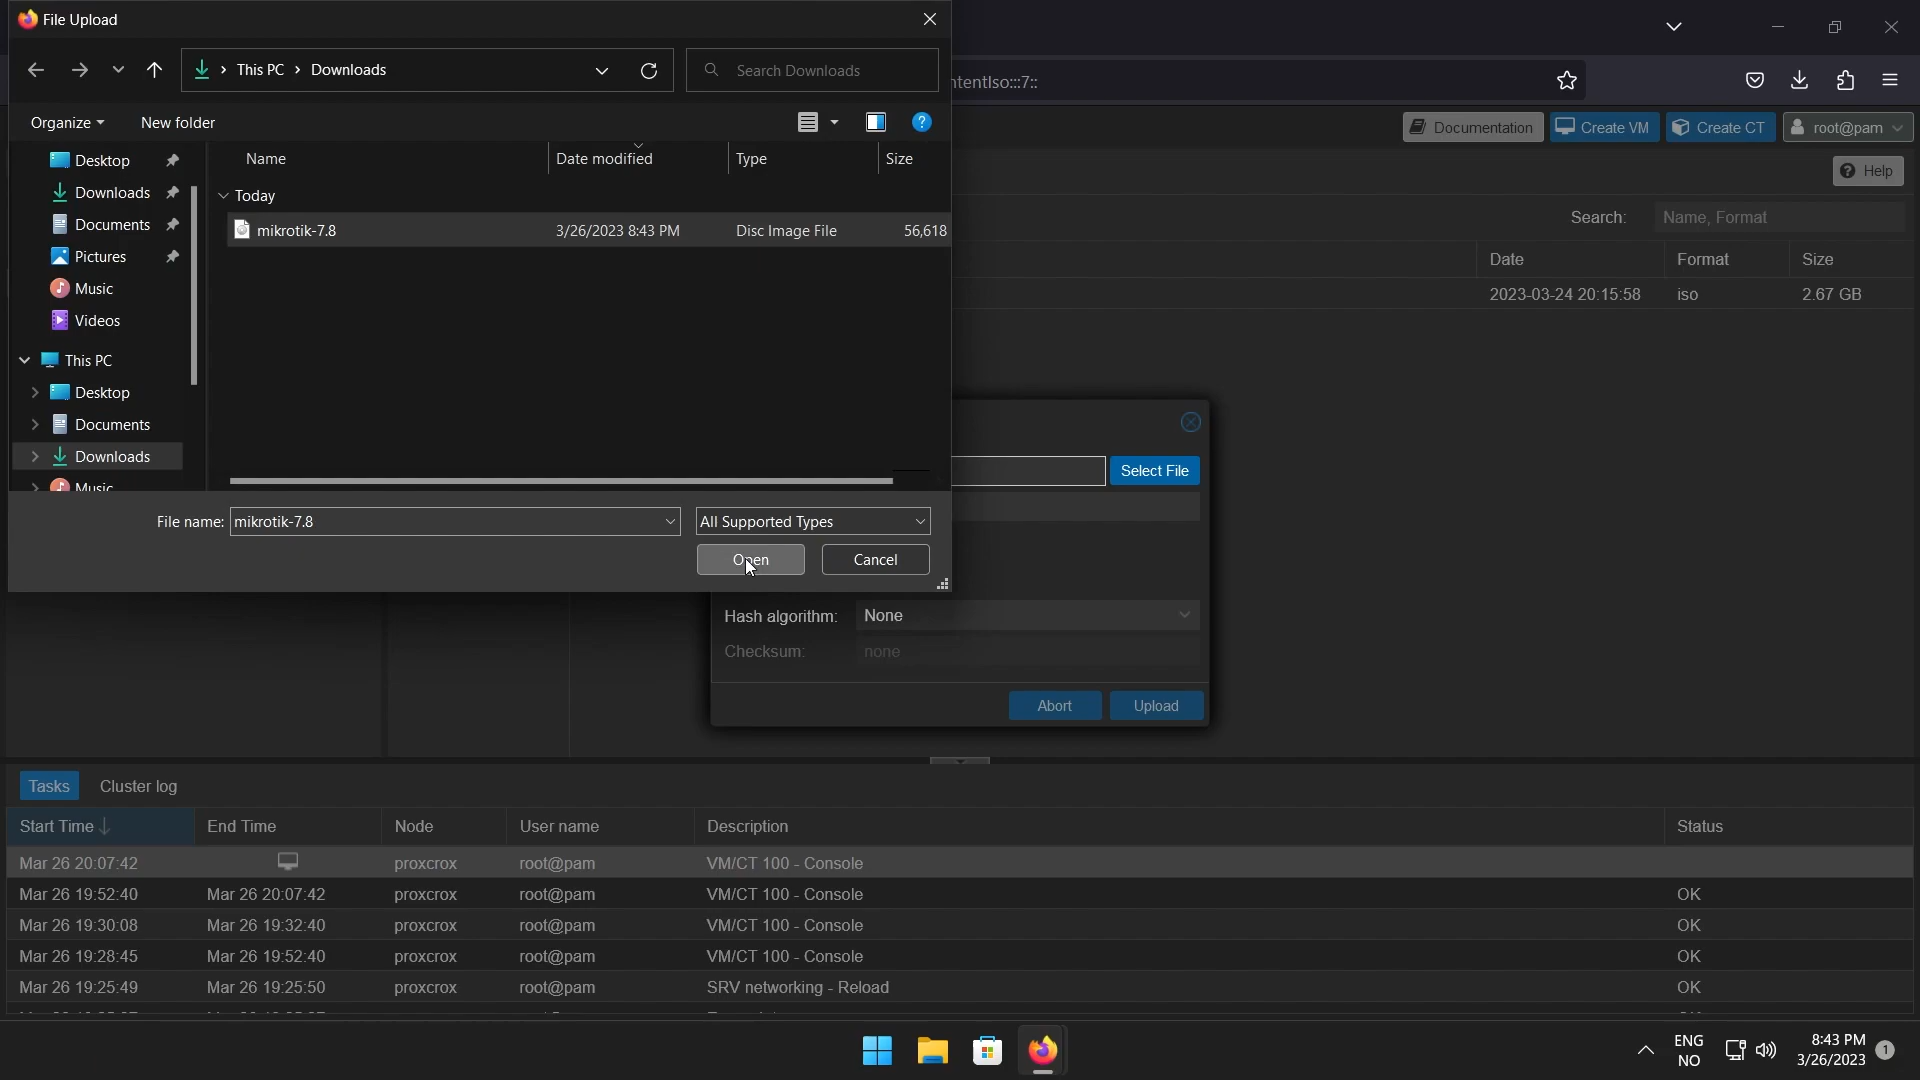 File Upload
This PC > Downloads
Search Downloads
Organize
New folder
Desktop
Downloads
Documents
Pictures
Music
Videos
This PC
Desktop
Documents
Downloads
Music
Name Date modified Type Size
Today
mikrotik-7.8 3/26/2023 8:43 PM Disc Image File 56,618
File name: mikrotik-7.8 All Supported Types
Open Cancel
ntentIso:::7::
Documentation Create VM Create CT root@pam
Help
Search: Name, Format
Date Format Size
2023-03-24 20:15:58 iso 2.67 GB
Select File
Hash algorithm: None
Checksum: none
Abort Upload
Tasks Cluster log
Start Time End Time Node User name Description Status
Mar 26 20:07:42 proxcrox root@pam VM/CT 100 - Console
Mar 26 19:52:40 Mar 26 20:07:42 proxcrox root@pam VM/CT 100 - Console OK
Mar 26 19:30:08 Mar 26 19:32:40 proxcrox root@pam VM/CT 100 - Console OK
Mar 26 19:28:45 Mar 26 19:52:40 proxcrox root@pam VM/CT 100 - Console OK
Mar 26 19:25:49 Mar 26 19:25:50 proxcrox root@pam SRV networking - Reload OK
ENG
NO
8:43 PM
3/26/2023
1